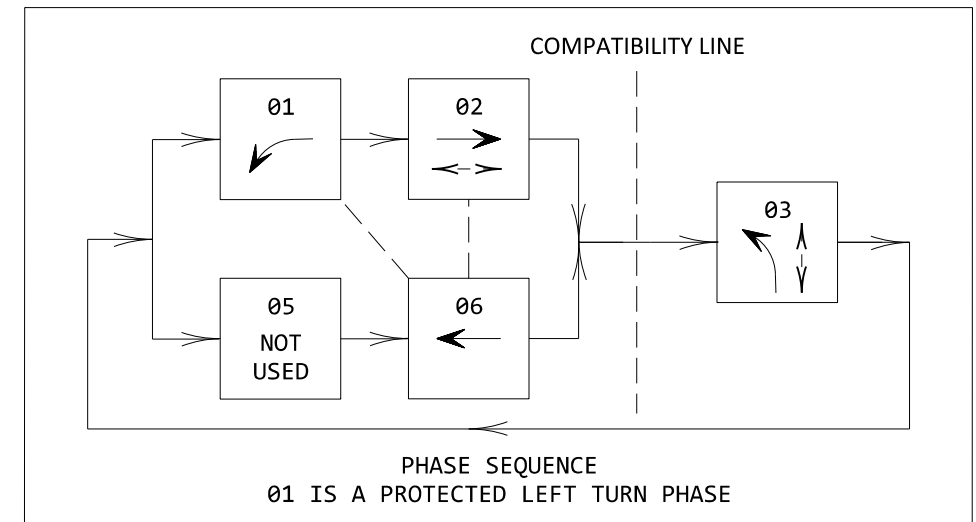 COMPATIBILITY LINE
01
02
03
05
NOT
USED
06
PHASE SEQUENCE
01 IS A PROTECTED LEFT TURN PHASE